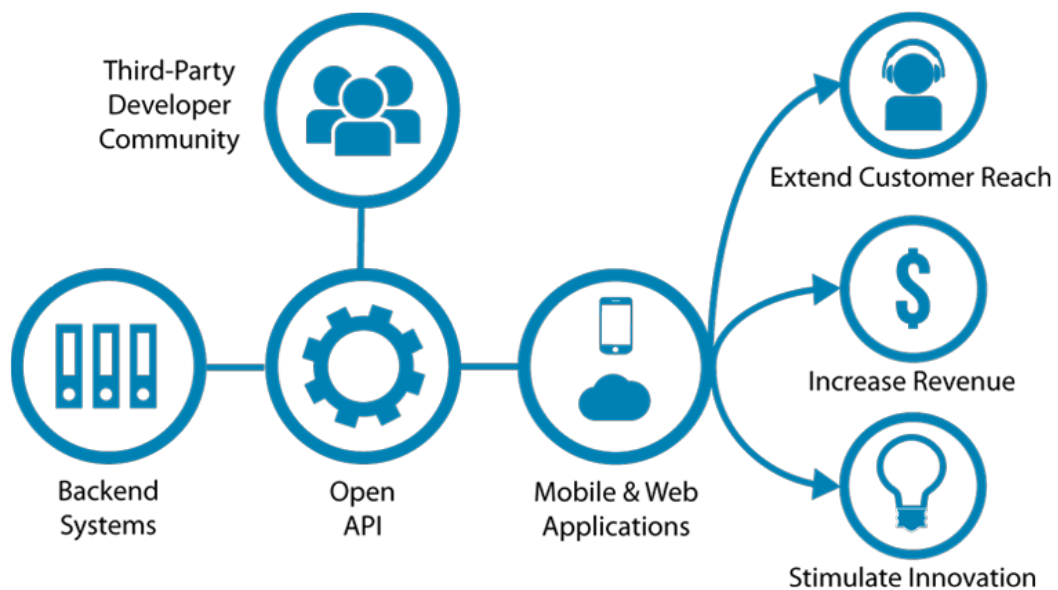 Third-Party
Developer
Community
Extend Customer Reach
$
Increase Revenue
Backend
Systems
Open
API
Mobile & Web
Applications
Stimulate Innovation